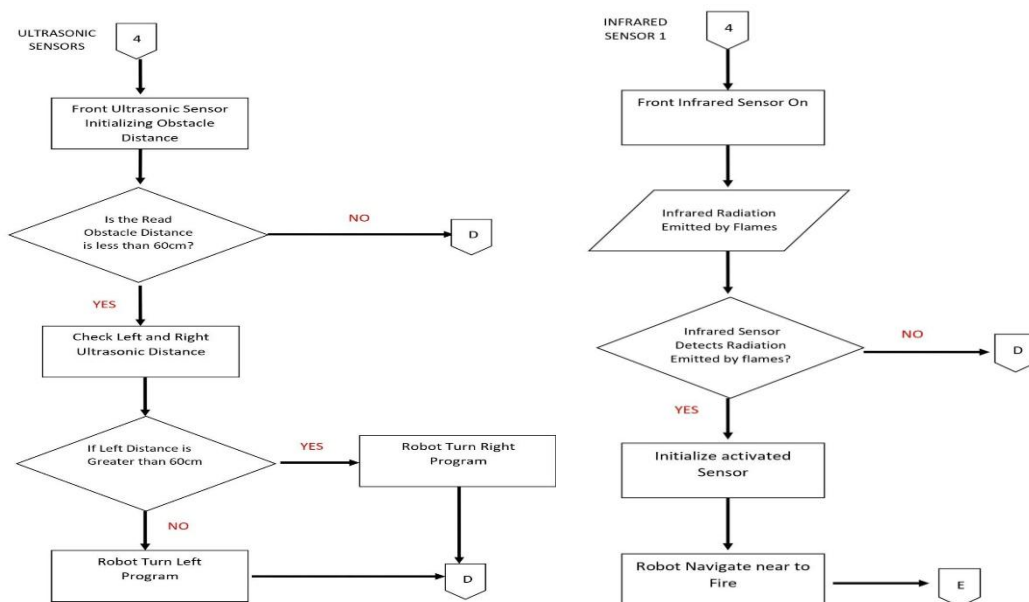 ULTRASONIC
SENSORS
4
Front Ultrasonic Sensor
Initializing Obstacle
Distance
Is the Read
Obstacle Distance
is less than 60cm?
NO
D
YES
Check Left and Right
Ultrasonic Distance
If Left Distance is
Greater than 60cm
YES
Robot Turn Right
Program
NO
Robot Turn Left
Program
D
INFRARED
SENSOR 1
4
Front Infrared Sensor On
Infrared Radiation
Emitted by Flames
Infrared Sensor
Detects Radiation
Emitted by flames?
NO
D
YES
Initialize activated
Sensor
Robot Navigate near to
Fire
E